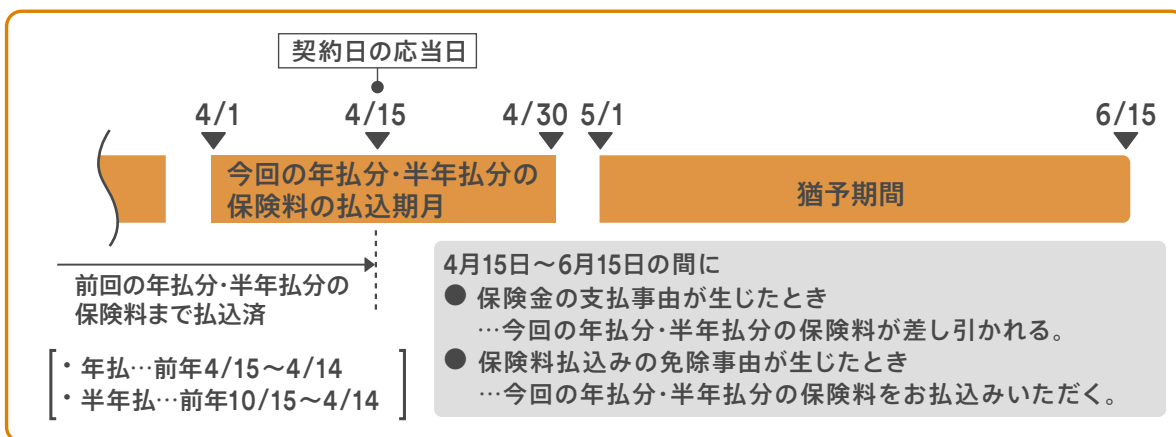 契約日の応当日
4/1 4/15 4/30 5/1 6/15
今回の年払分･半年払分の
保険料の払込期月
猶予期間
前回の年払分･半年払分の
保険料まで払込済
・年払…前年4/15～4/14
・半年払…前年10/15～4/14
4月15日～6月15日の間に
● 保険金の支払事由が生じたとき
…今回の年払分･半年払分の保険料が差し引かれる。
● 保険料払込みの免除事由が生じたとき
…今回の年払分･半年払分の保険料をお払込みいただく。